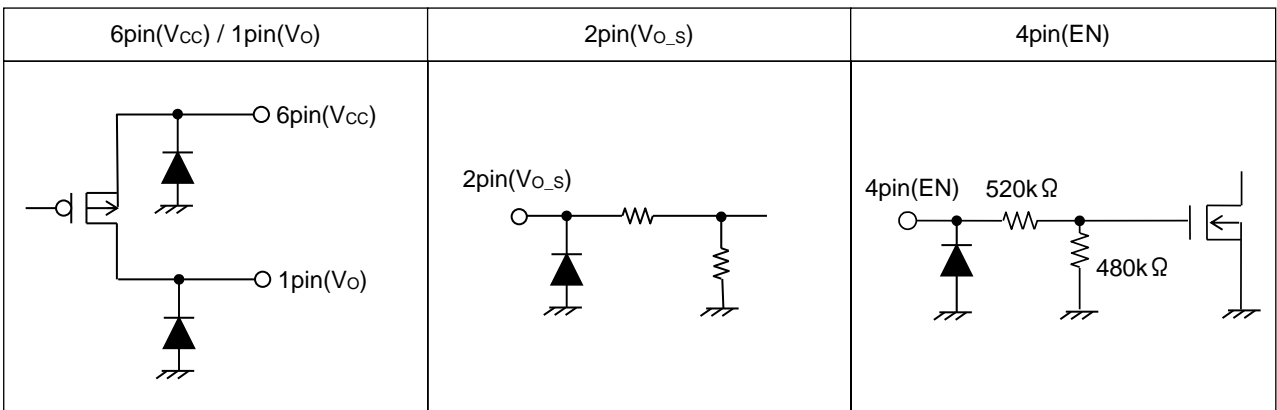 6pin(VCC) / 1pin(VO)
2pin(VO_S)
4pin(EN)
6pin(VCC)
1pin(VO)
2pin(VO_S)
4pin(EN)
520kΩ
480kΩ